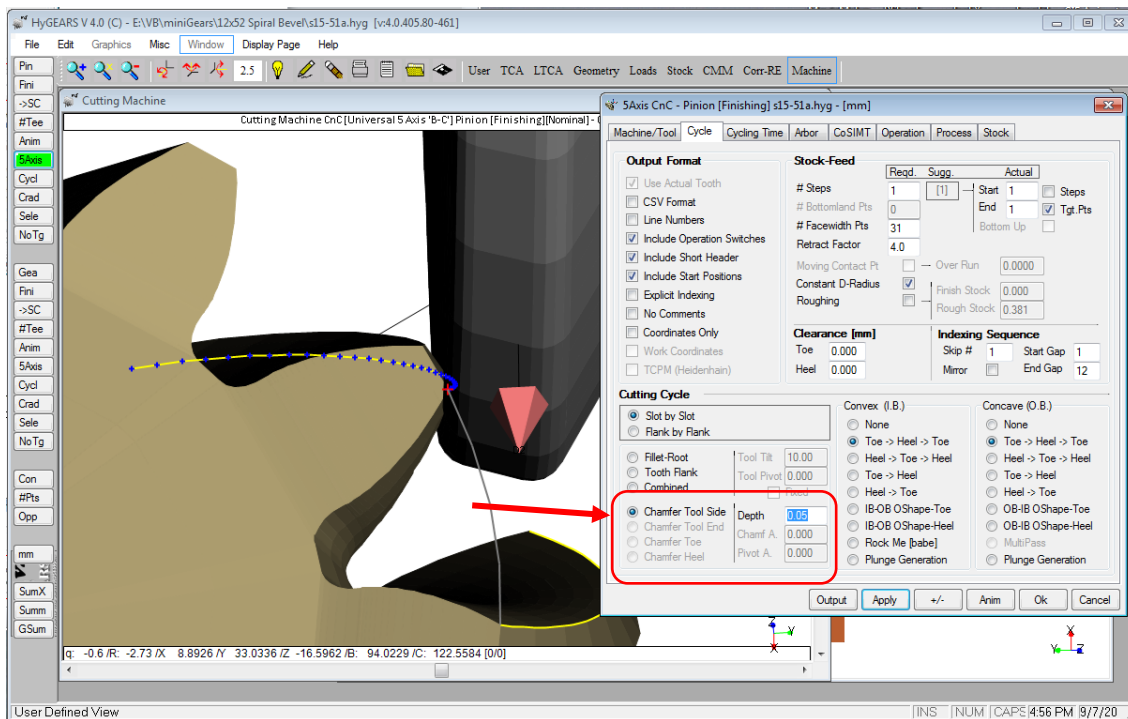 HyGEARS V 4.0 (C) - E:\VB\miniGears\12x52 Spiral Bevel\s15-51a.hyg [v:4.0.405.80-461]
File Edit Graphics Misc Window Display Page Help
2.5 User TCA LTCA Geometry Loads Stock CMM Corr-RE Machine
Pin
Fini
->SC
#Tee
Anim
5Axis
Cycl
Crad
Sele
NoTg
Gea
Fini
->SC
#Tee
Anim
5Axis
Cycl
Crad
Sele
NoTg
Con
#Pts
Opp
mm
SumX
Summ
GSum
Cutting Machine
Cutting Machine CnC [Universal 5 Axis 'B-C'] Pinion [Finishing][Nominal] -
Z
Y
X
X
Y
Z
q: -0.6 /R: -2.73 /X 8.8926 /Y 33.0336 /Z -16.5962 /B: 94.0229 /C: 122.5584 [0/0]
5Axis CnC - Pinion [Finishing] s15-51a.hyg - [mm]
Machine/Tool Cycle Cycling Time Arbor CoSIMT Operation Process Stock
Output Format
Use Actual Tooth
CSV Format
Line Numbers
Include Operation Switches
Include Short Header
Include Start Positions
Explicit Indexing
No Comments
Coordinates Only
Work Coordinates
TCPM (Heidenhain)
Stock-Feed
Reqd. Sugg. Actual
# Steps 1 [1] Start 1 Steps
# Bottomland Pts 0 End 1 Tgt.Pts
# Facewidth Pts 31 Bottom Up
Retract Factor 4.0
Moving Contact Pt Over Run 0.0000
Constant D-Radius Finish Stock 0.000
Roughing Rough Stock 0.381
Clearance [mm]
Toe 0.000
Heel 0.000
Indexing Sequence
Skip # 1 Start Gap 1
Mirror End Gap 12
Cutting Cycle
Slot by Slot
Flank by Flank
Fillet-Root Tool Tilt 10.00
Tooth Flank Tool Pivot 0.000
Combined Fixed
Chamfer Tool Side Depth 0.05
Chamfer Tool End Chamf A. 0.000
Chamfer Toe Pivot A. 0.000
Chamfer Heel
Convex (I.B.)
None
Toe -> Heel -> Toe
Heel -> Toe -> Heel
Toe -> Heel
Heel -> Toe
IB-OB OShape-Toe
IB-OB OShape-Heel
Rock Me [babe]
Plunge Generation
Concave (O.B.)
None
Toe -> Heel -> Toe
Heel -> Toe -> Heel
Toe -> Heel
Heel -> Toe
OB-IB OShape-Toe
OB-IB OShape-Heel
MultiPass
Plunge Generation
Output Apply +/- Anim Ok Cancel
User Defined View INS NUM CAPS 4:56 PM 9/7/20